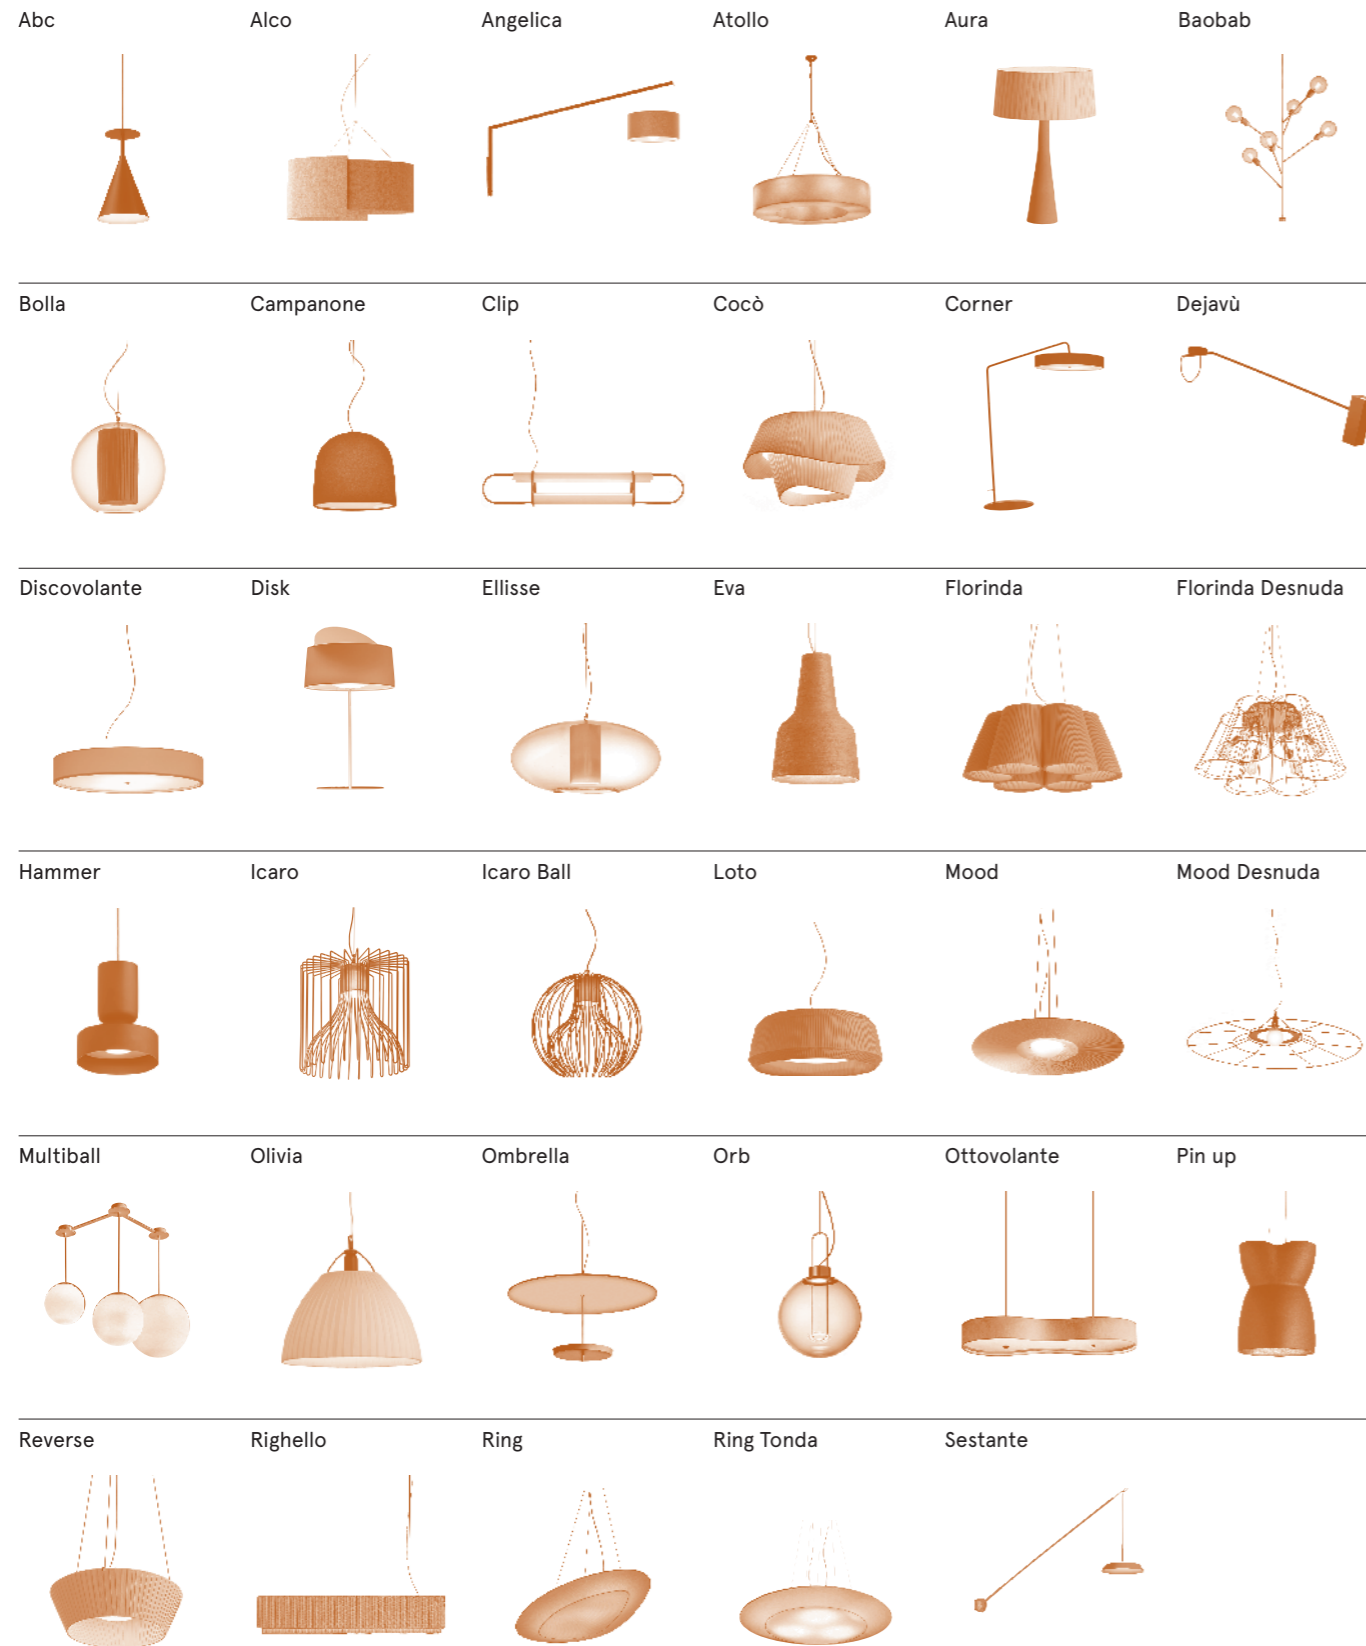 Abc Alco Angelica Atollo Aura Baobab
Bolla Campanone Clip Cocò Corner Dejavù
Discovolante Disk Ellisse Eva Florinda Florinda Desnuda
Hammer Icaro Icaro Ball Loto Mood Mood Desnuda
Multiball Olivia Ombrella Orb Ottovolante Pin up
Reverse Righello Ring Ring Tonda Sestante